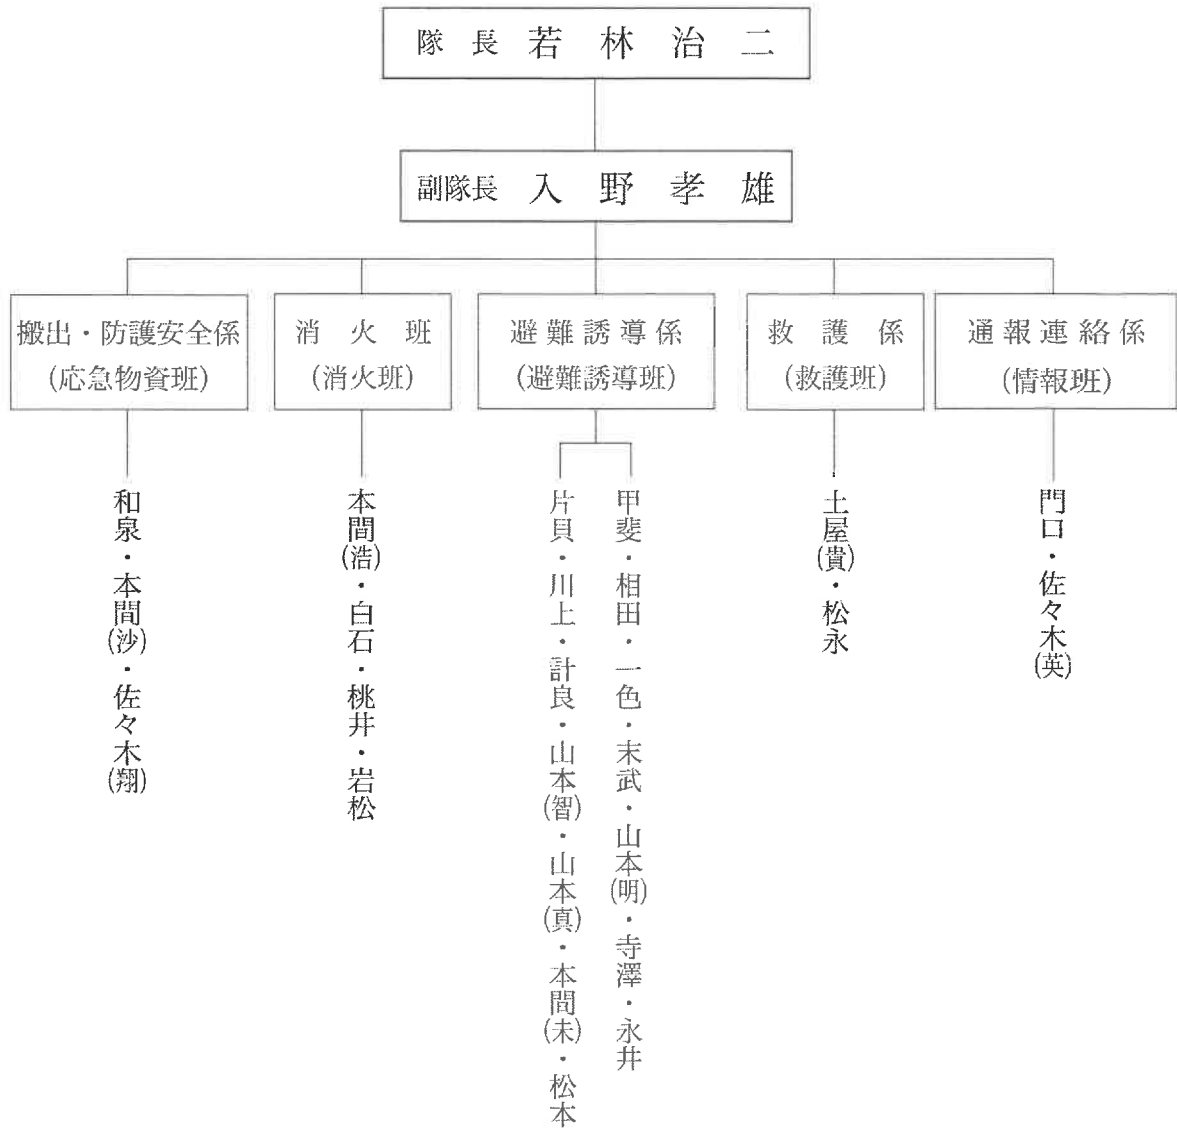 隊長 若林治二
副隊長 入野孝雄
搬出・防護安全係
(応急物資班)
消火班
(消火班)
避難誘導係
(避難誘導班)
救護係
(救護班)
通報連絡係
(情報班)
和泉・本間(沙)・佐々木(翔)
本間(浩)・白石・桃井・岩松
甲斐・相田・一色・末武・山本(明)・寺澤・永井
片貝・川上・計良・山本(智)・山本(真)・本間(未)・松本
土屋(貴)・松永
門口・佐々木(英)